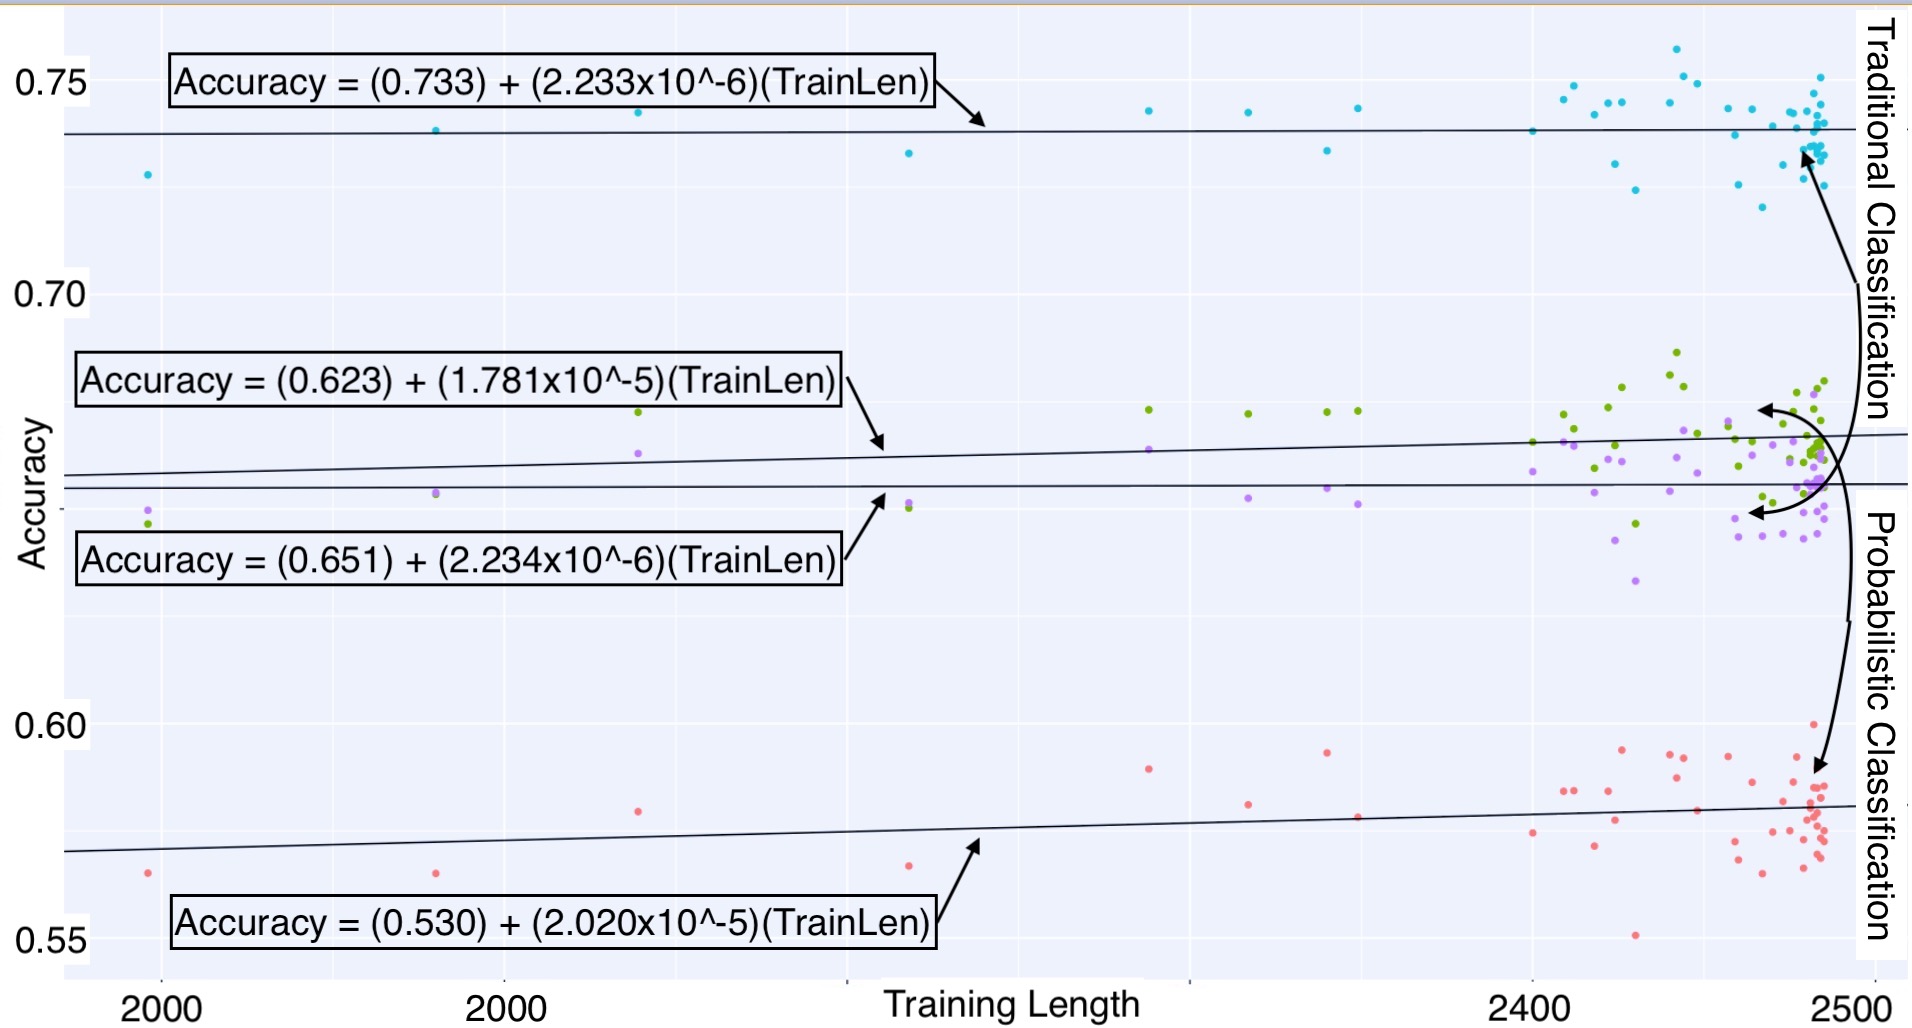 0.75
0.70
0.60
0.55
Accuracy
Accuracy = (0.733) + (2.233x10^-6)(TrainLen)
Accuracy = (0.623) + (1.781x10^-5)(TrainLen)
Accuracy = (0.651) + (2.234x10^-6)(TrainLen)
Accuracy = (0.530) + (2.020x10^-5)(TrainLen)
Traditional Classification
Probabilistic Classification
2000
2000
Training Length
2400
2500